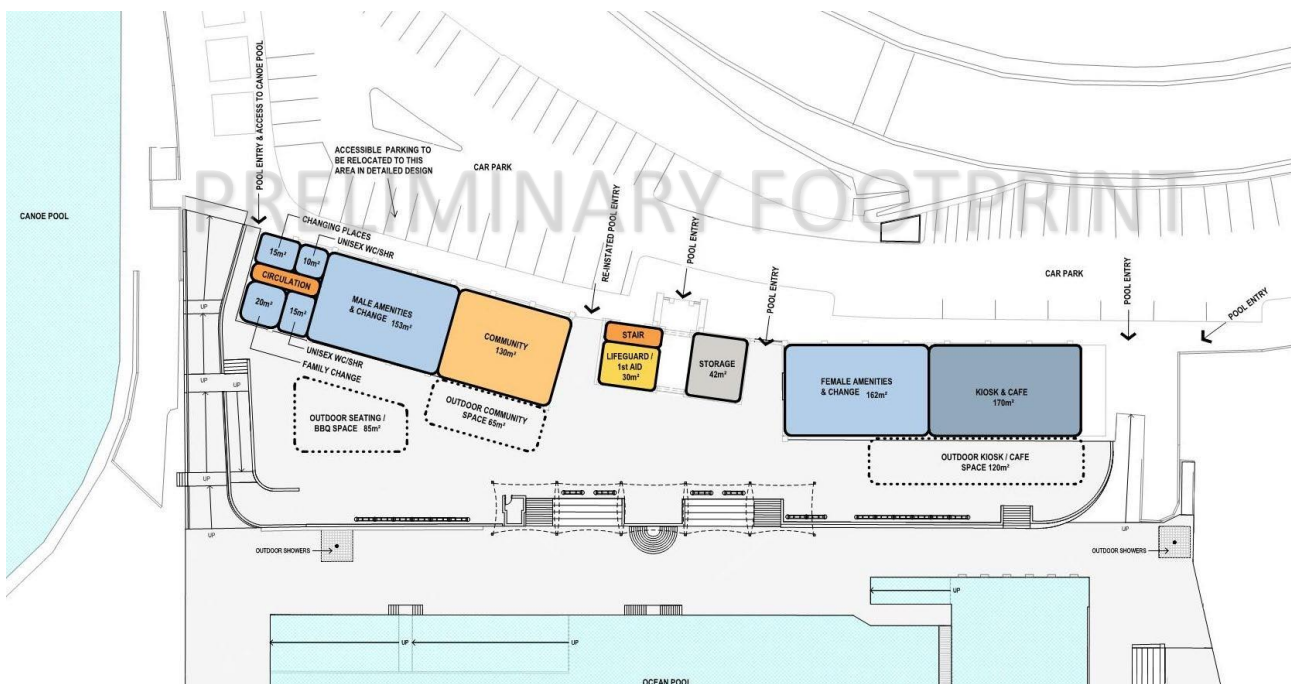 PRELIMINARY FOOTPRINT
CANOE POOL
POOL ENTRY & ACCESS TO CANOE POOL
ACCESSIBLE PARKING TO
BE RELOCATED TO THIS
AREA IN DETAILED DESIGN
CAR PARK
CHANGING PLACES
UNISEX WC/SHR
15m²
10m²
CIRCULATION
20m²
15m²
UNISEX WC/SHR
FAMILY CHANGE
MALE AMENITIES
& CHANGE 153m²
COMMUNITY
130m²
RE-INSTATED POOL ENTRY
POOL ENTRY
STAIR
LIFEGUARD /
1st AID
30m²
STORAGE
42m²
POOL ENTRY
CAR PARK
POOL ENTRY
POOL ENTRY
FEMALE AMENITIES
& CHANGE 162m²
KIOSK & CAFE
170m²
OUTDOOR SEATING /
BBQ SPACE 85m²
OUTDOOR COMMUNITY
SPACE 65m²
OUTDOOR KIOSK / CAFE
SPACE 120m²
UP
UP
UP
UP
UP
UP
UP
OUTDOOR SHOWERS
OUTDOOR SHOWERS
UP
UP
UP
UP
OCEAN POOL